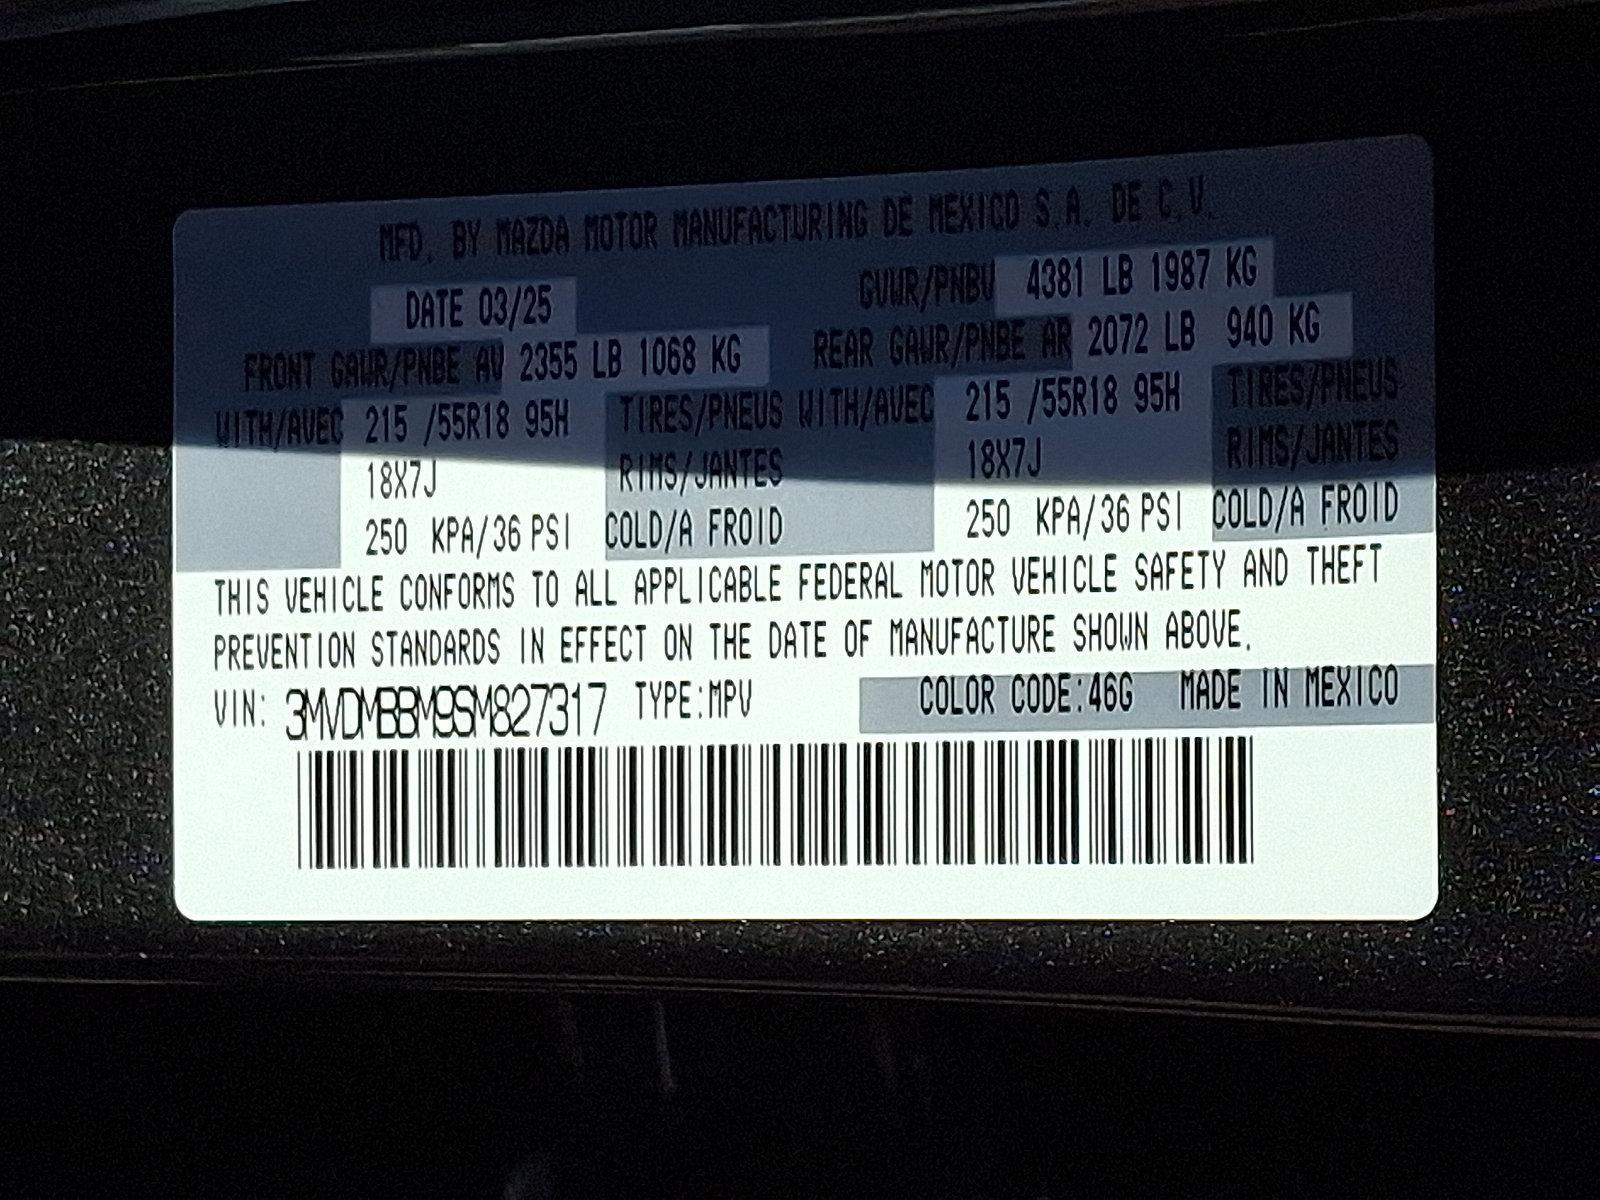 MFD. BY MAZDA MOTOR MANUFACTURING DE MEXICO S.A. DE C.V.
DATE 03/25 GVWR/PNBV 4381 LB 1987 KG
FRONT GAWR/PNBE AV 2355 LB 1068 KG REAR GAWR/PNBE AR 2072 LB 940 KG
WITH/AVEC 215 /55R18 95H TIRES/PNEUS WITH/AVEC 215 /55R18 95H TIRES/PNEUS
18X7J RIMS/JANTES 18X7J RIMS/JANTES
250 KPA/36 PSI COLD/A FROID 250 KPA/36 PSI COLD/A FROID
THIS VEHICLE CONFORMS TO ALL APPLICABLE FEDERAL MOTOR VEHICLE SAFETY AND THEFT
PREVENTION STANDARDS IN EFFECT ON THE DATE OF MANUFACTURE SHOWN ABOVE.
VIN: 3MVDMBBM9SM827317 TYPE:MPV COLOR CODE:46G MADE IN MEXICO